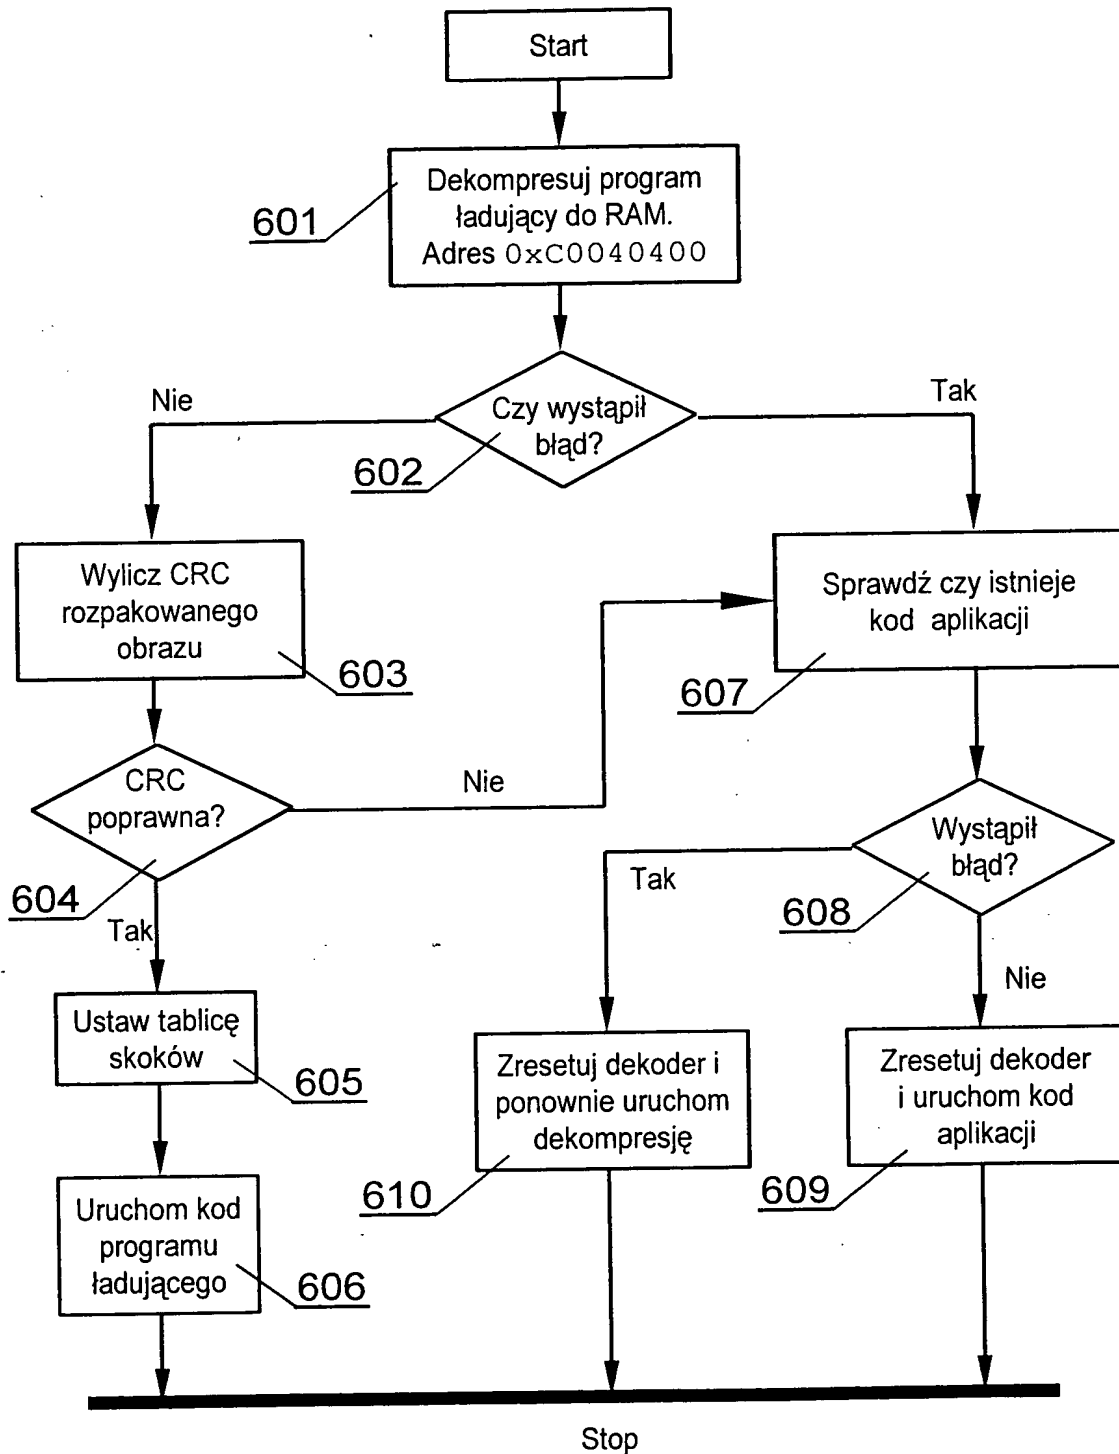 Start
Dekompresuj program
ładujący do RAM.
Adres 0xC0040400
601
Nie
Tak
Czy wystąpił
błąd?
602
Wylicz CRC
rozpakowanego
obrazu
603
Sprawdź czy istnieje
kod aplikacji
607
CRC
poprawna?
604
Nie
Tak
Wystąpił
błąd?
608
Tak
Nie
Ustaw tablicę
skoków
605
Zresetuj dekoder i
ponownie uruchom
dekompresję
610
Zresetuj dekoder
i uruchom kod
aplikacji
609
Uruchom kod
programu
ładującego
606
Stop